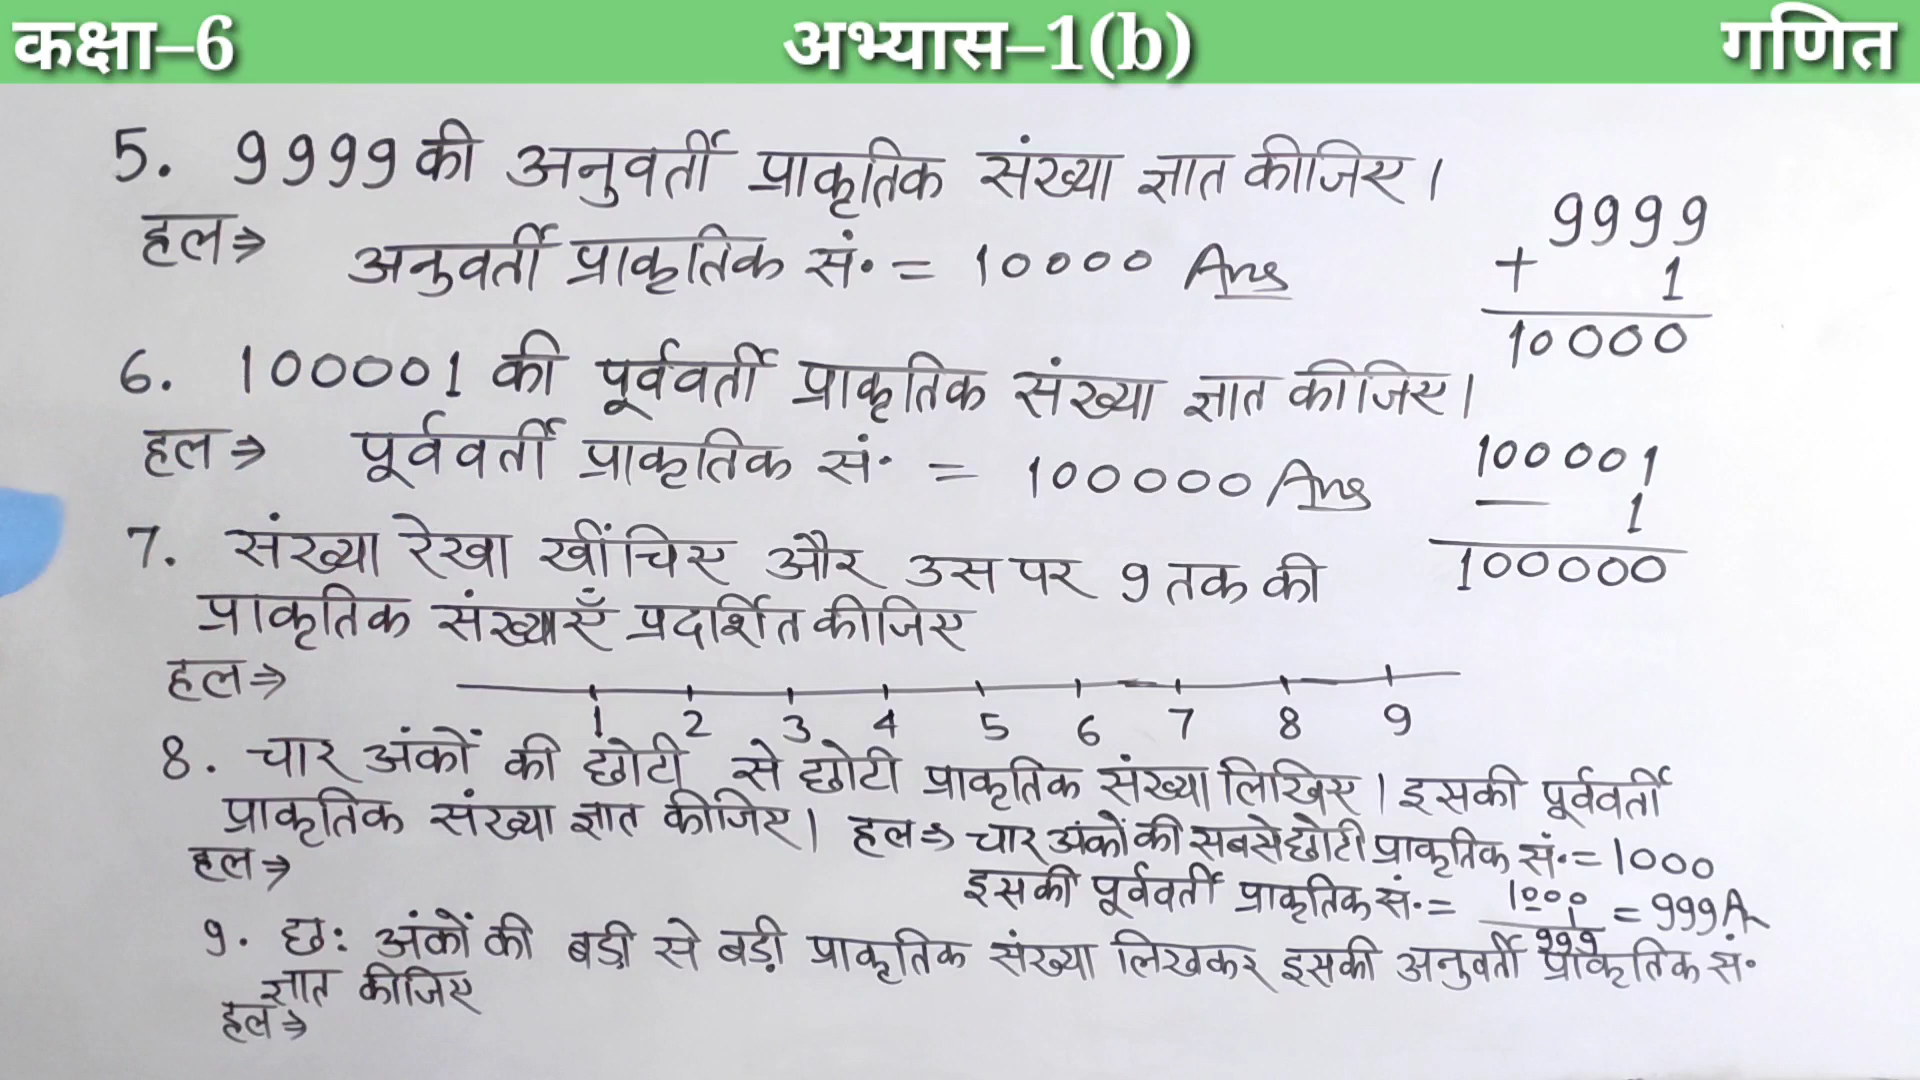 कक्षा–6 अभ्यास–1(b) गणित
5. 9999 की अनुवर्ती प्राकृतिक संख्या ज्ञात कीजिए।
हल⇒ अनुवर्ती प्राकृतिक सं. = 10000 Ans
9999
+ 1
10000
6. 100001 की पूर्ववर्ती प्राकृतिक संख्या ज्ञात कीजिए।
हल⇒ पूर्ववर्ती प्राकृतिक सं. = 100000 Ans
100001
— 1
100000
7. संख्या रेखा खींचिए और उस पर 9 तक की
प्राकृतिक संख्याएँ प्रदर्शित कीजिए
हल⇒
1 2 3 4 5 6 7 8 9
8. चार अंकों की छोटी से छोटी प्राकृतिक संख्या लिखिए। इसकी पूर्ववर्ती
प्राकृतिक संख्या ज्ञात कीजिए। हल⇒ चार अंकों की सबसे छोटी प्राकृतिक सं.= 1000
हल⇒
इसकी पूर्ववर्ती प्राकृतिक सं.= 1000
1
999
= 999 A
9. छः अंकों की बड़ी से बड़ी प्राकृतिक संख्या लिखकर इसकी अनुवर्ती प्राकृतिक सं.
ज्ञात कीजिए
हल⇒